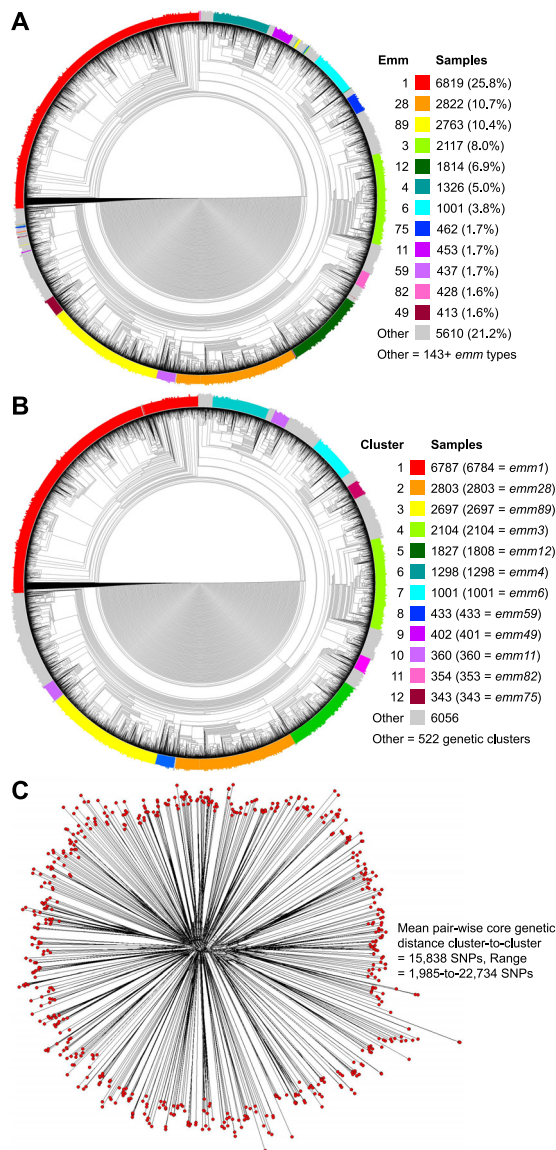 A
Emm Samples
1 6819 (25.8%)
28 2822 (10.7%)
89 2763 (10.4%)
3 2117 (8.0%)
12 1814 (6.9%)
4 1326 (5.0%)
6 1001 (3.8%)
75 462 (1.7%)
11 453 (1.7%)
59 437 (1.7%)
82 428 (1.6%)
49 413 (1.6%)
Other 5610 (21.2%)
Other = 143+ emm types
B
Cluster Samples
1 6787 (6784 = emm1)
2 2803 (2803 = emm28)
3 2697 (2697 = emm89)
4 2104 (2104 = emm3)
5 1827 (1808 = emm12)
6 1298 (1298 = emm4)
7 1001 (1001 = emm6)
8 433 (433 = emm59)
9 402 (401 = emm49)
10 360 (360 = emm11)
11 354 (353 = emm82)
12 343 (343 = emm75)
Other 6056
Other = 522 genetic clusters
C
Mean pair-wise core genetic
distance cluster-to-cluster
= 15,838 SNPs, Range
= 1,985-to-22,734 SNPs